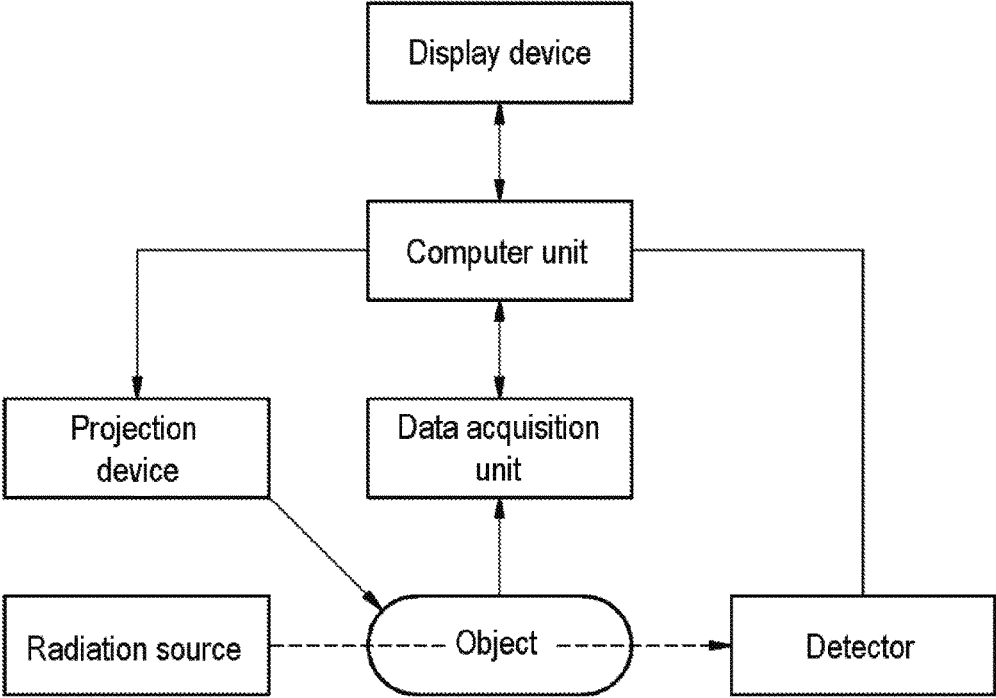 Display device
Computer unit
Projection
device
Data acquisition
unit
Radiation source
Object
Detector